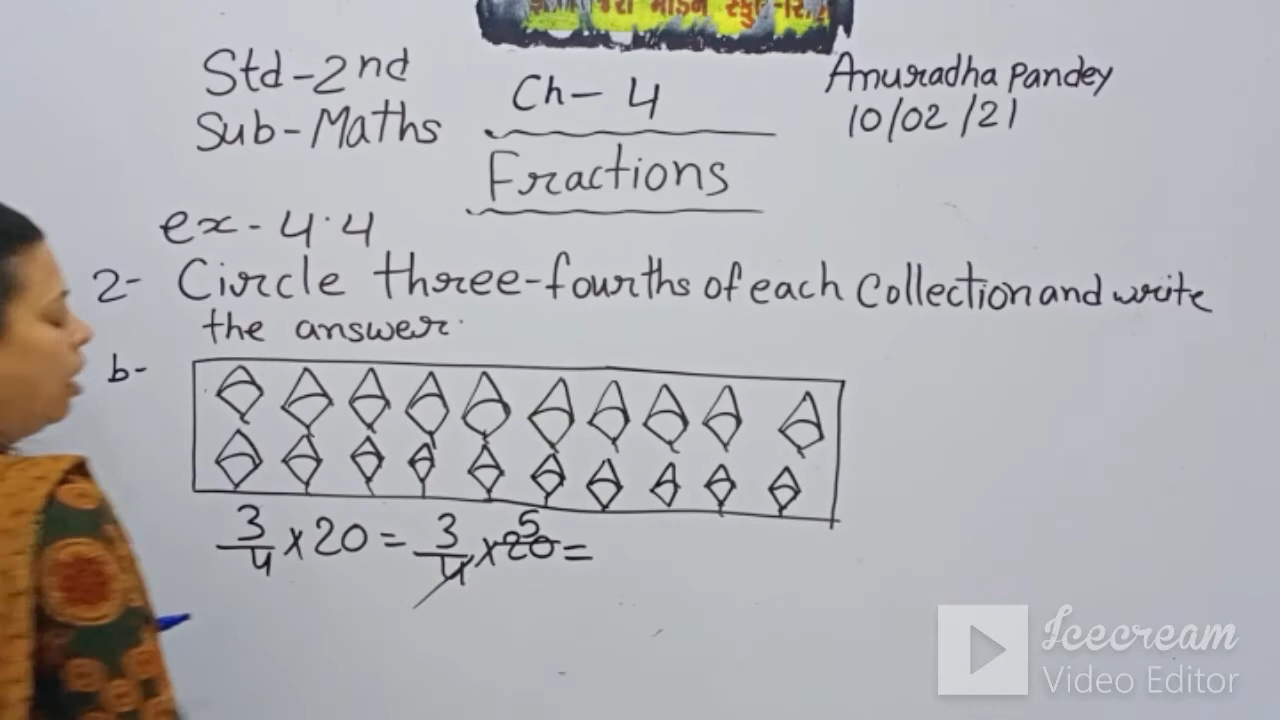 મોડર્ન સ્કુલ
Std-2nd
Sub-Maths
Ch-4
Fractions
Anuradha Pandey
10/02/21
ex-4.4
2- Circle three-fourths of each Collection and write
the answer.
b-
3/4 × 20 = 3/4 × 20 5 =
Icecream
Video Editor